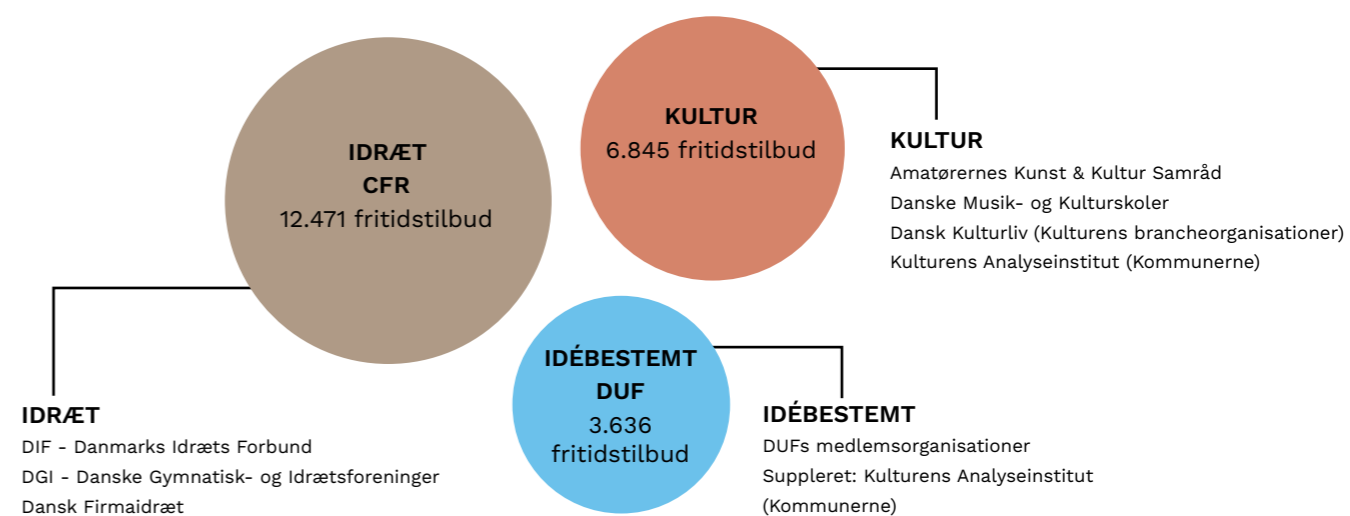 IDRÆT
CFR
12.471 fritidstilbud
KULTUR
6.845 fritidstilbud
KULTUR
Amatørernes Kunst & Kultur Samråd
Danske Musik- og Kulturskoler
Dansk Kulturliv (Kulturens brancheorganisationer)
Kulturens Analyseinstitut (Kommunerne)
IDÉBESTEMT
DUF
3.636
fritidstilbud
IDRÆT
DIF - Danmarks Idræts Forbund
DGI - Danske Gymnatisk- og Idrætsforeninger
Dansk Firmaidræt
IDÉBESTEMT
DUFs medlemsorganisationer
Suppleret: Kulturens Analyseinstitut
(Kommunerne)